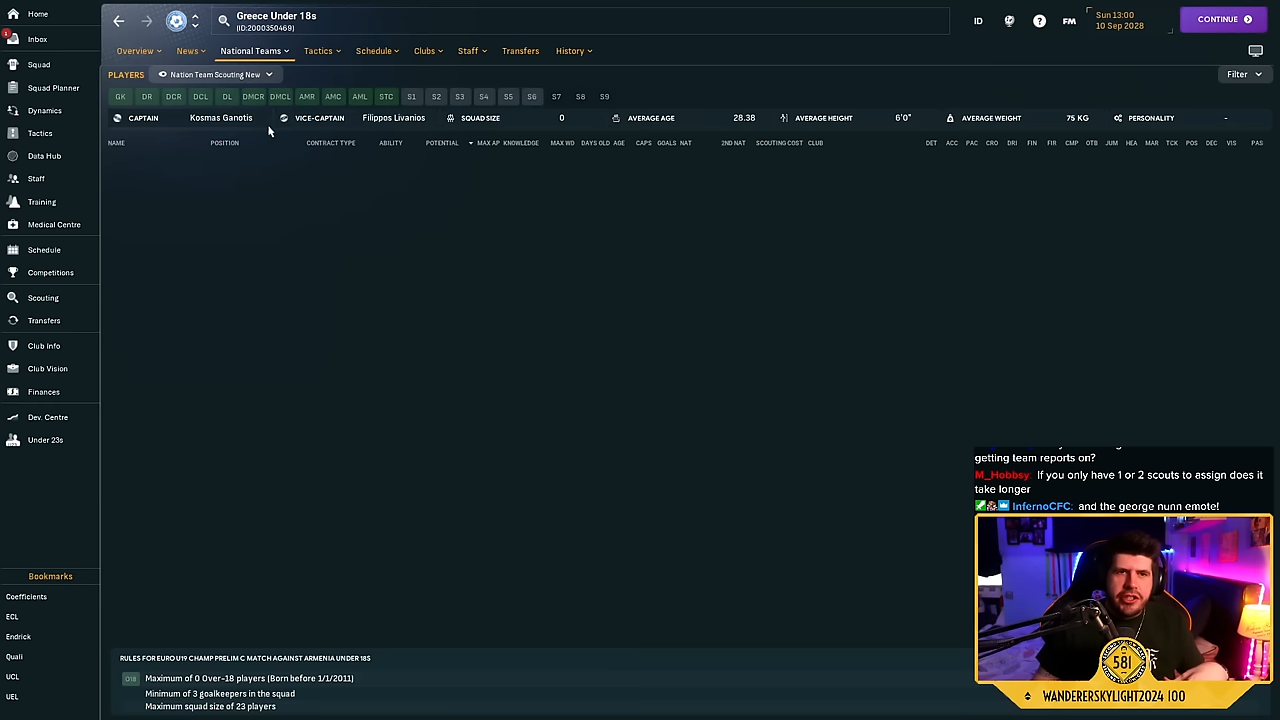 Home
Inbox
1
Squad
Squad Planner
Dynamics
Tactics
Data Hub
Staff
Training
Medical Centre
Schedule
Competitions
Scouting
Transfers
Club Info
Club Vision
Finances
Dev. Centre
Under 23s
Bookmarks
Coefficients
ECL
Endrick
Quali
UCL
UEL
Greece Under 18s
(ID:2000350469)
ID
?
FM
Sun 13:00
10 Sep 2028
CONTINUE
Overview News National Teams Tactics Schedule Clubs Staff Transfers History
PLAYERS Nation Team Scouting New Filter
GK DR DCR DCL DL DMCR DMCL AMR AMC AML STC S1 S2 S3 S4 S5 S6 S7 S8 S9
CAPTAIN Kosmas Ganotis VICE-CAPTAIN Filippos Livanios SQUAD SIZE 0 AVERAGE AGE 28.38 AVERAGE HEIGHT 6'0" AVERAGE WEIGHT 75 KG PERSONALITY -
NAME POSITION CONTRACT TYPE ABILITY POTENTIAL MAX AP KNOWLEDGE MAX WD DAYS OLD AGE CAPS GOALS NAT 2ND NAT SCOUTING COST CLUB DET ACC PAC CRO DRI FIN FIR CMP OTB JUM HEA MAR TCK POS DEC VIS PAS
getting team reports on?
M_Hobbsy: If you only have 1 or 2 scouts to assign does it
take longer
InfernoCFC: and the george nunn emote!
581
WANDERERSKYLIGHT2024 100
RULES FOR EURO U19 CHAMP PRELIM C MATCH AGAINST ARMENIA UNDER 18S
O18 Maximum of 0 Over-18 players (Born before 1/1/2011)
Minimum of 3 goalkeepers in the squad
Maximum squad size of 23 players